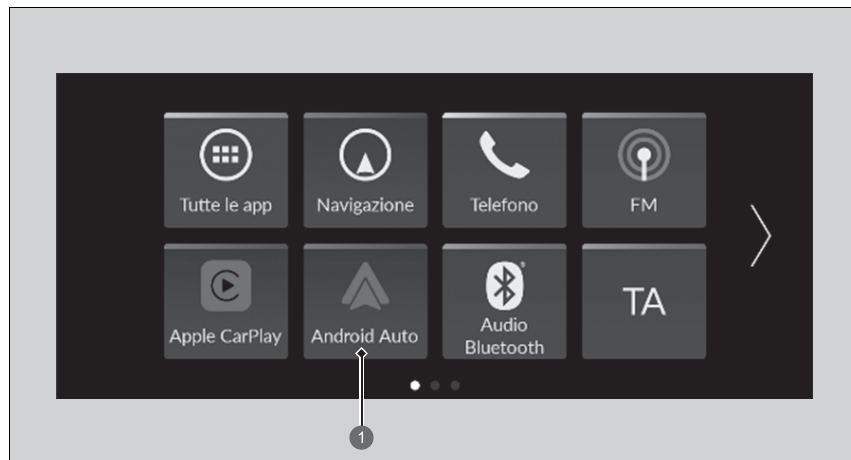 Tutte le app
Navigazione
Telefono
FM
Apple CarPlay
Android Auto
Audio
Bluetooth
TA
1